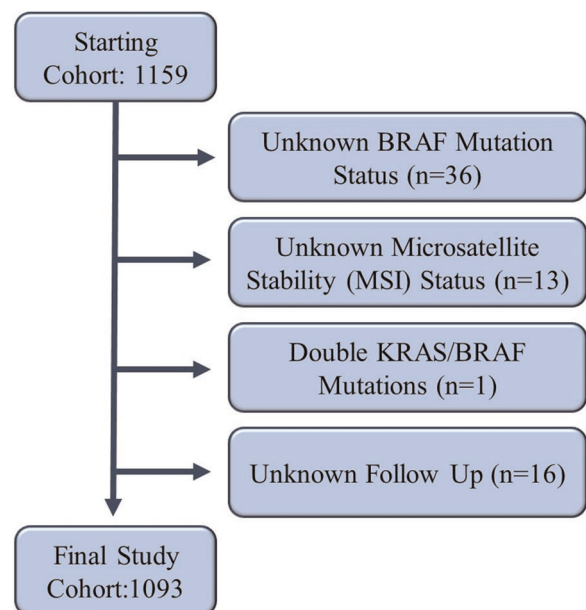 Starting
Cohort: 1159
Unknown BRAF Mutation
Status (n=36)
Unknown Microsatellite
Stability (MSI) Status (n=13)
Double KRAS/BRAF
Mutations (n=1)
Unknown Follow Up (n=16)
Final Study
Cohort:1093